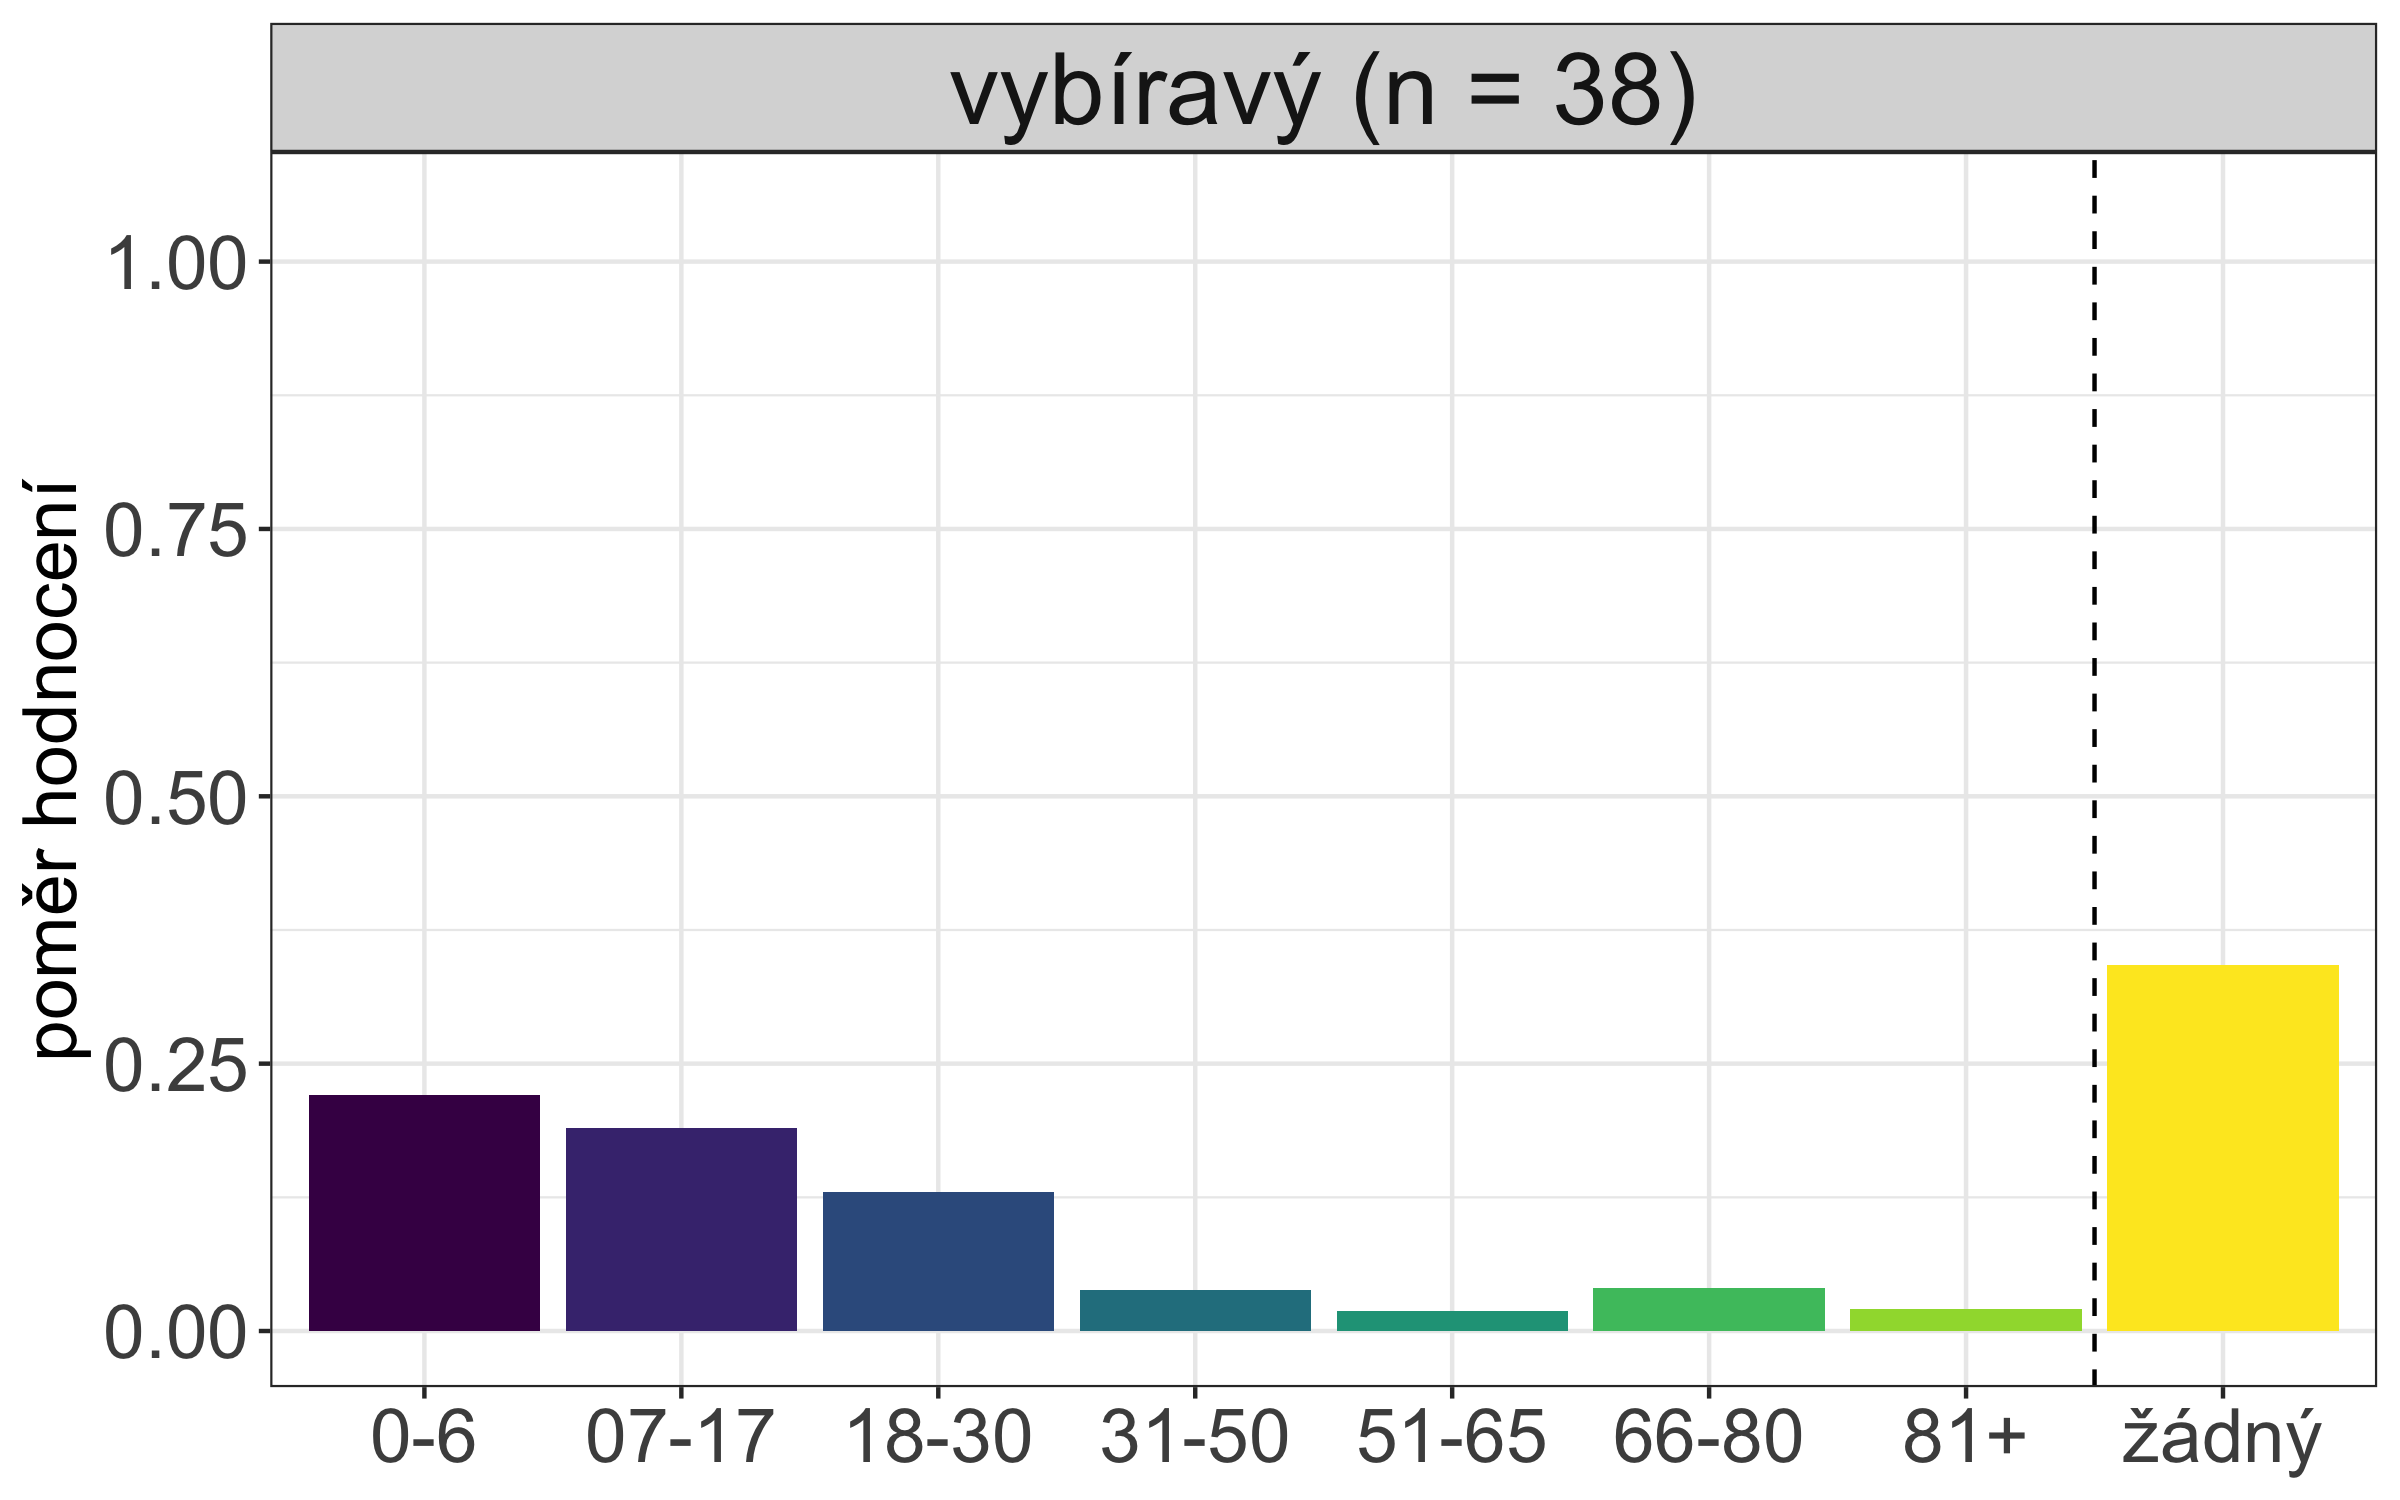 vybíravý (n = 38)
poměr hodnocení
1.00
0.75
0.50
0.25
0.00
0-6 07-17 18-30 31-50 51-65 66-80 81+ žádný